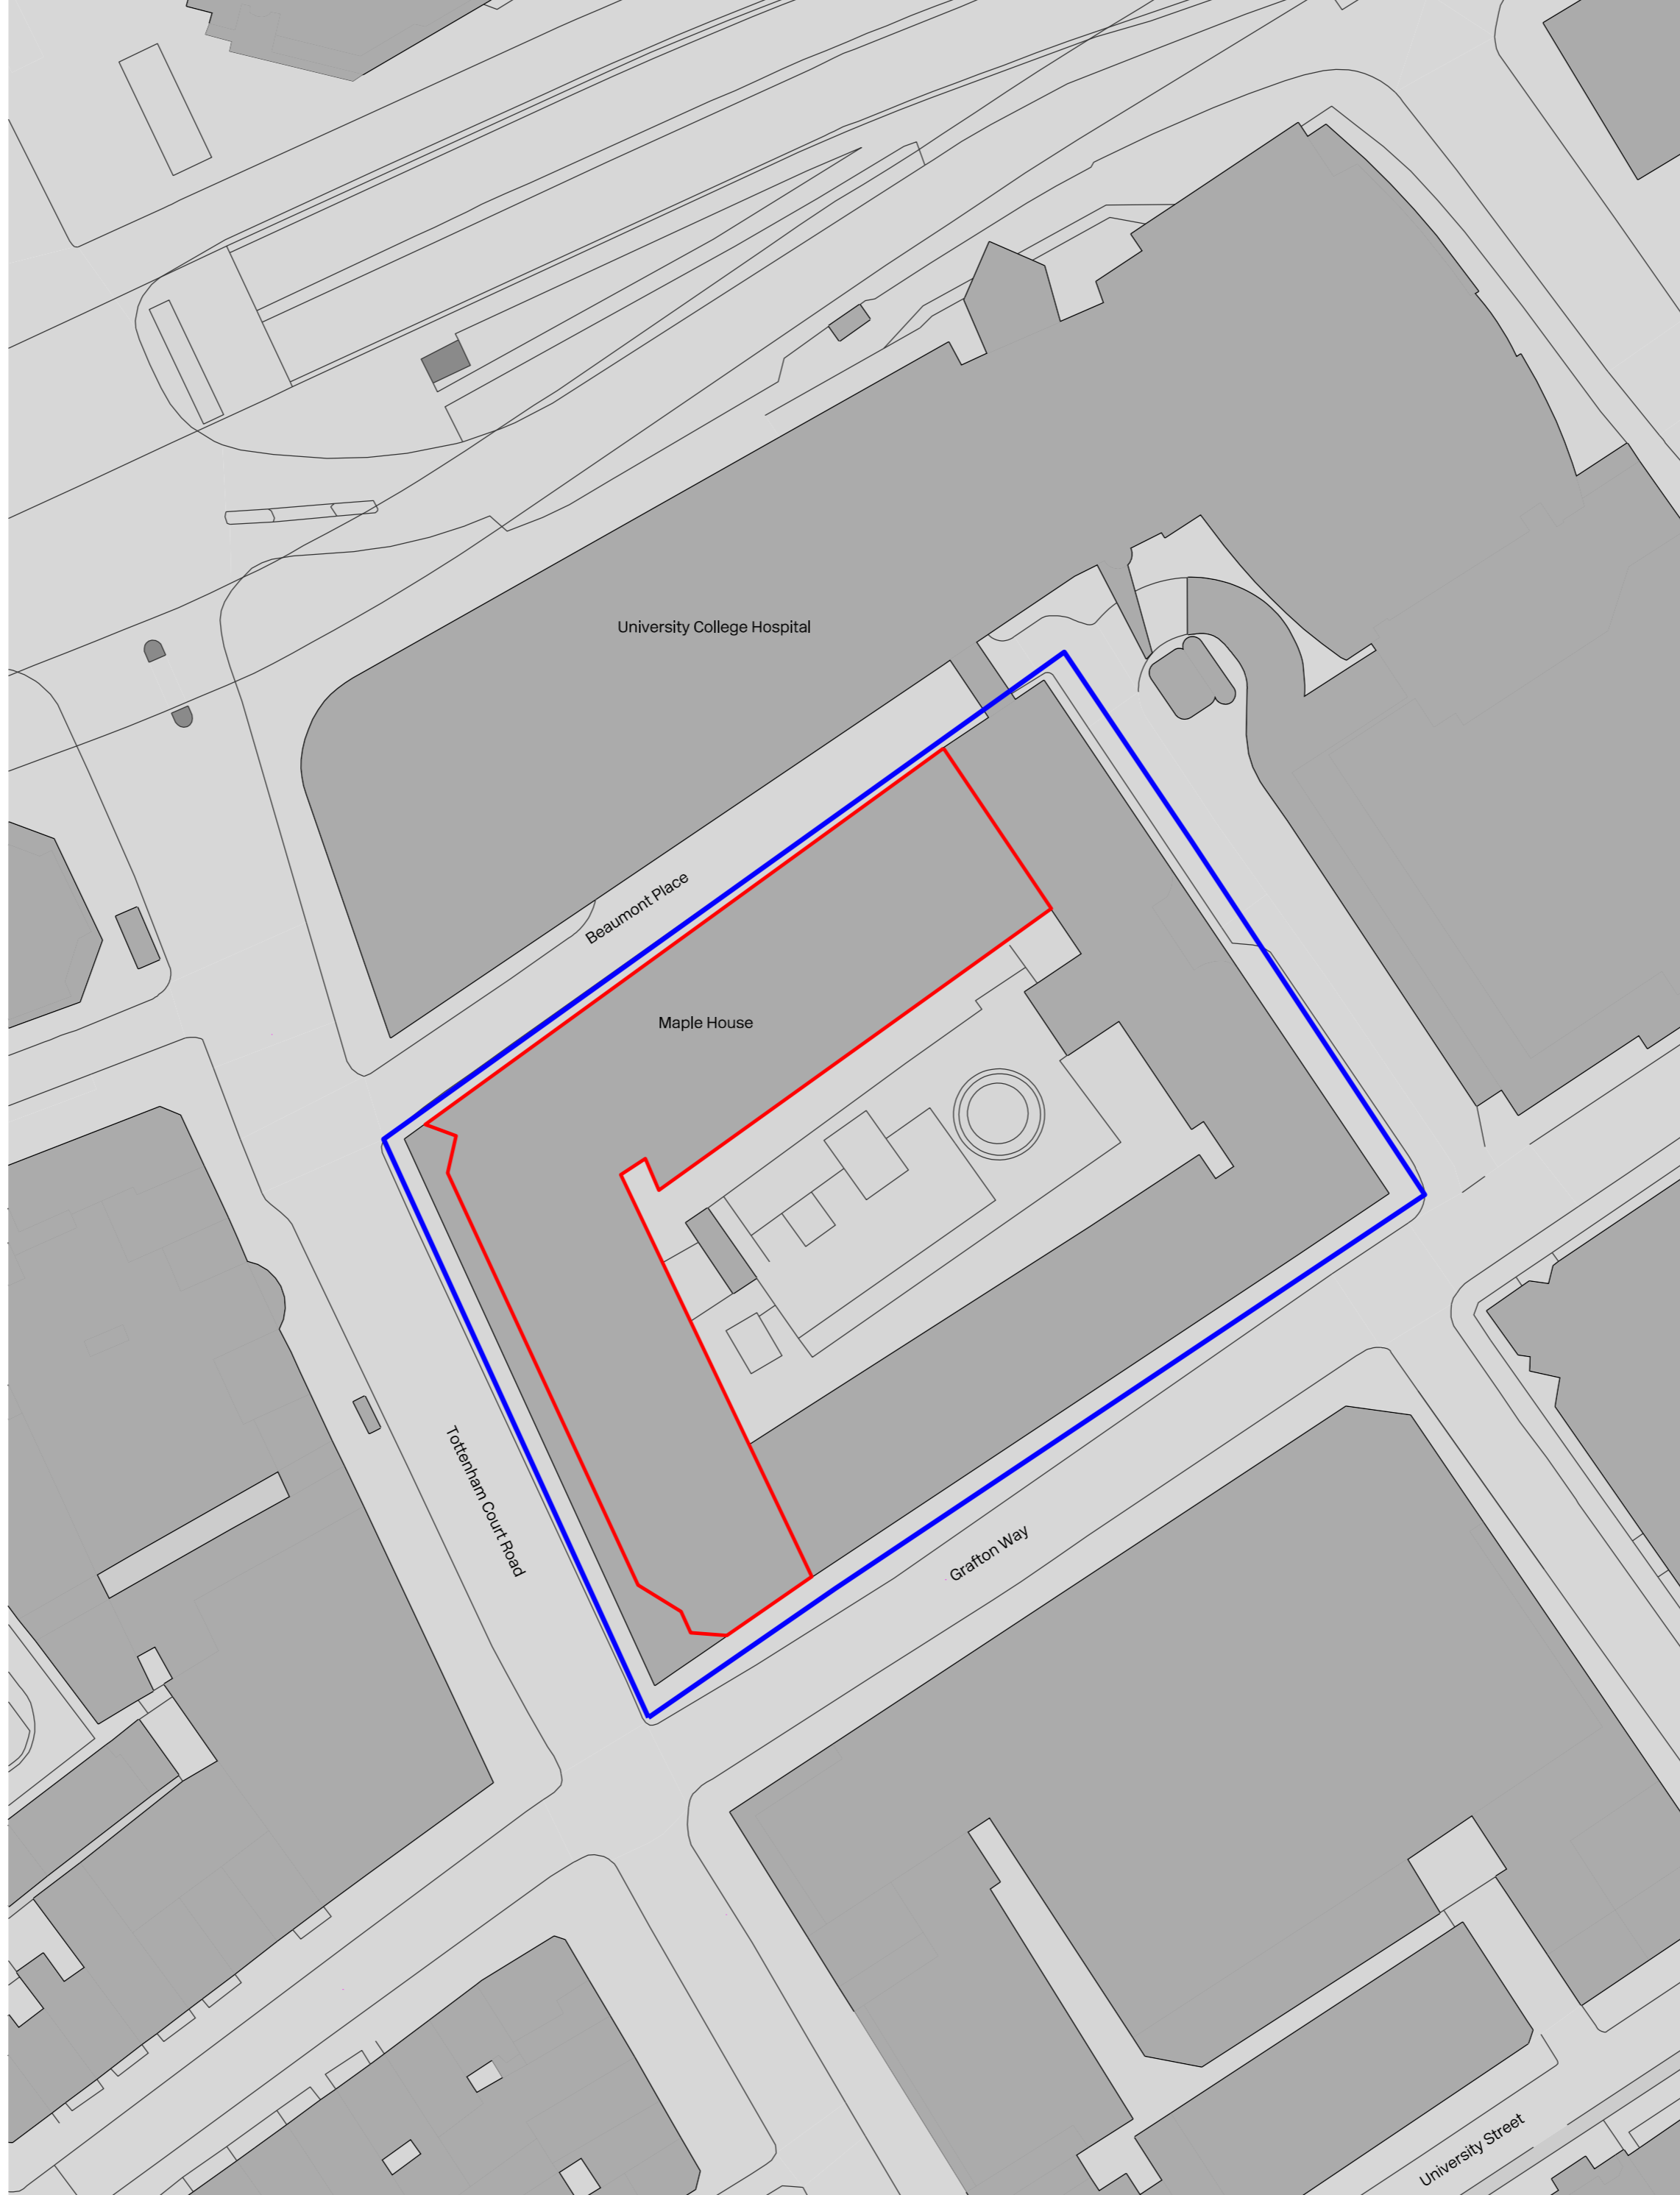 University College Hospital
Beaumont Place
Maple House
Tottenham Court Road
Grafton Way
University Street